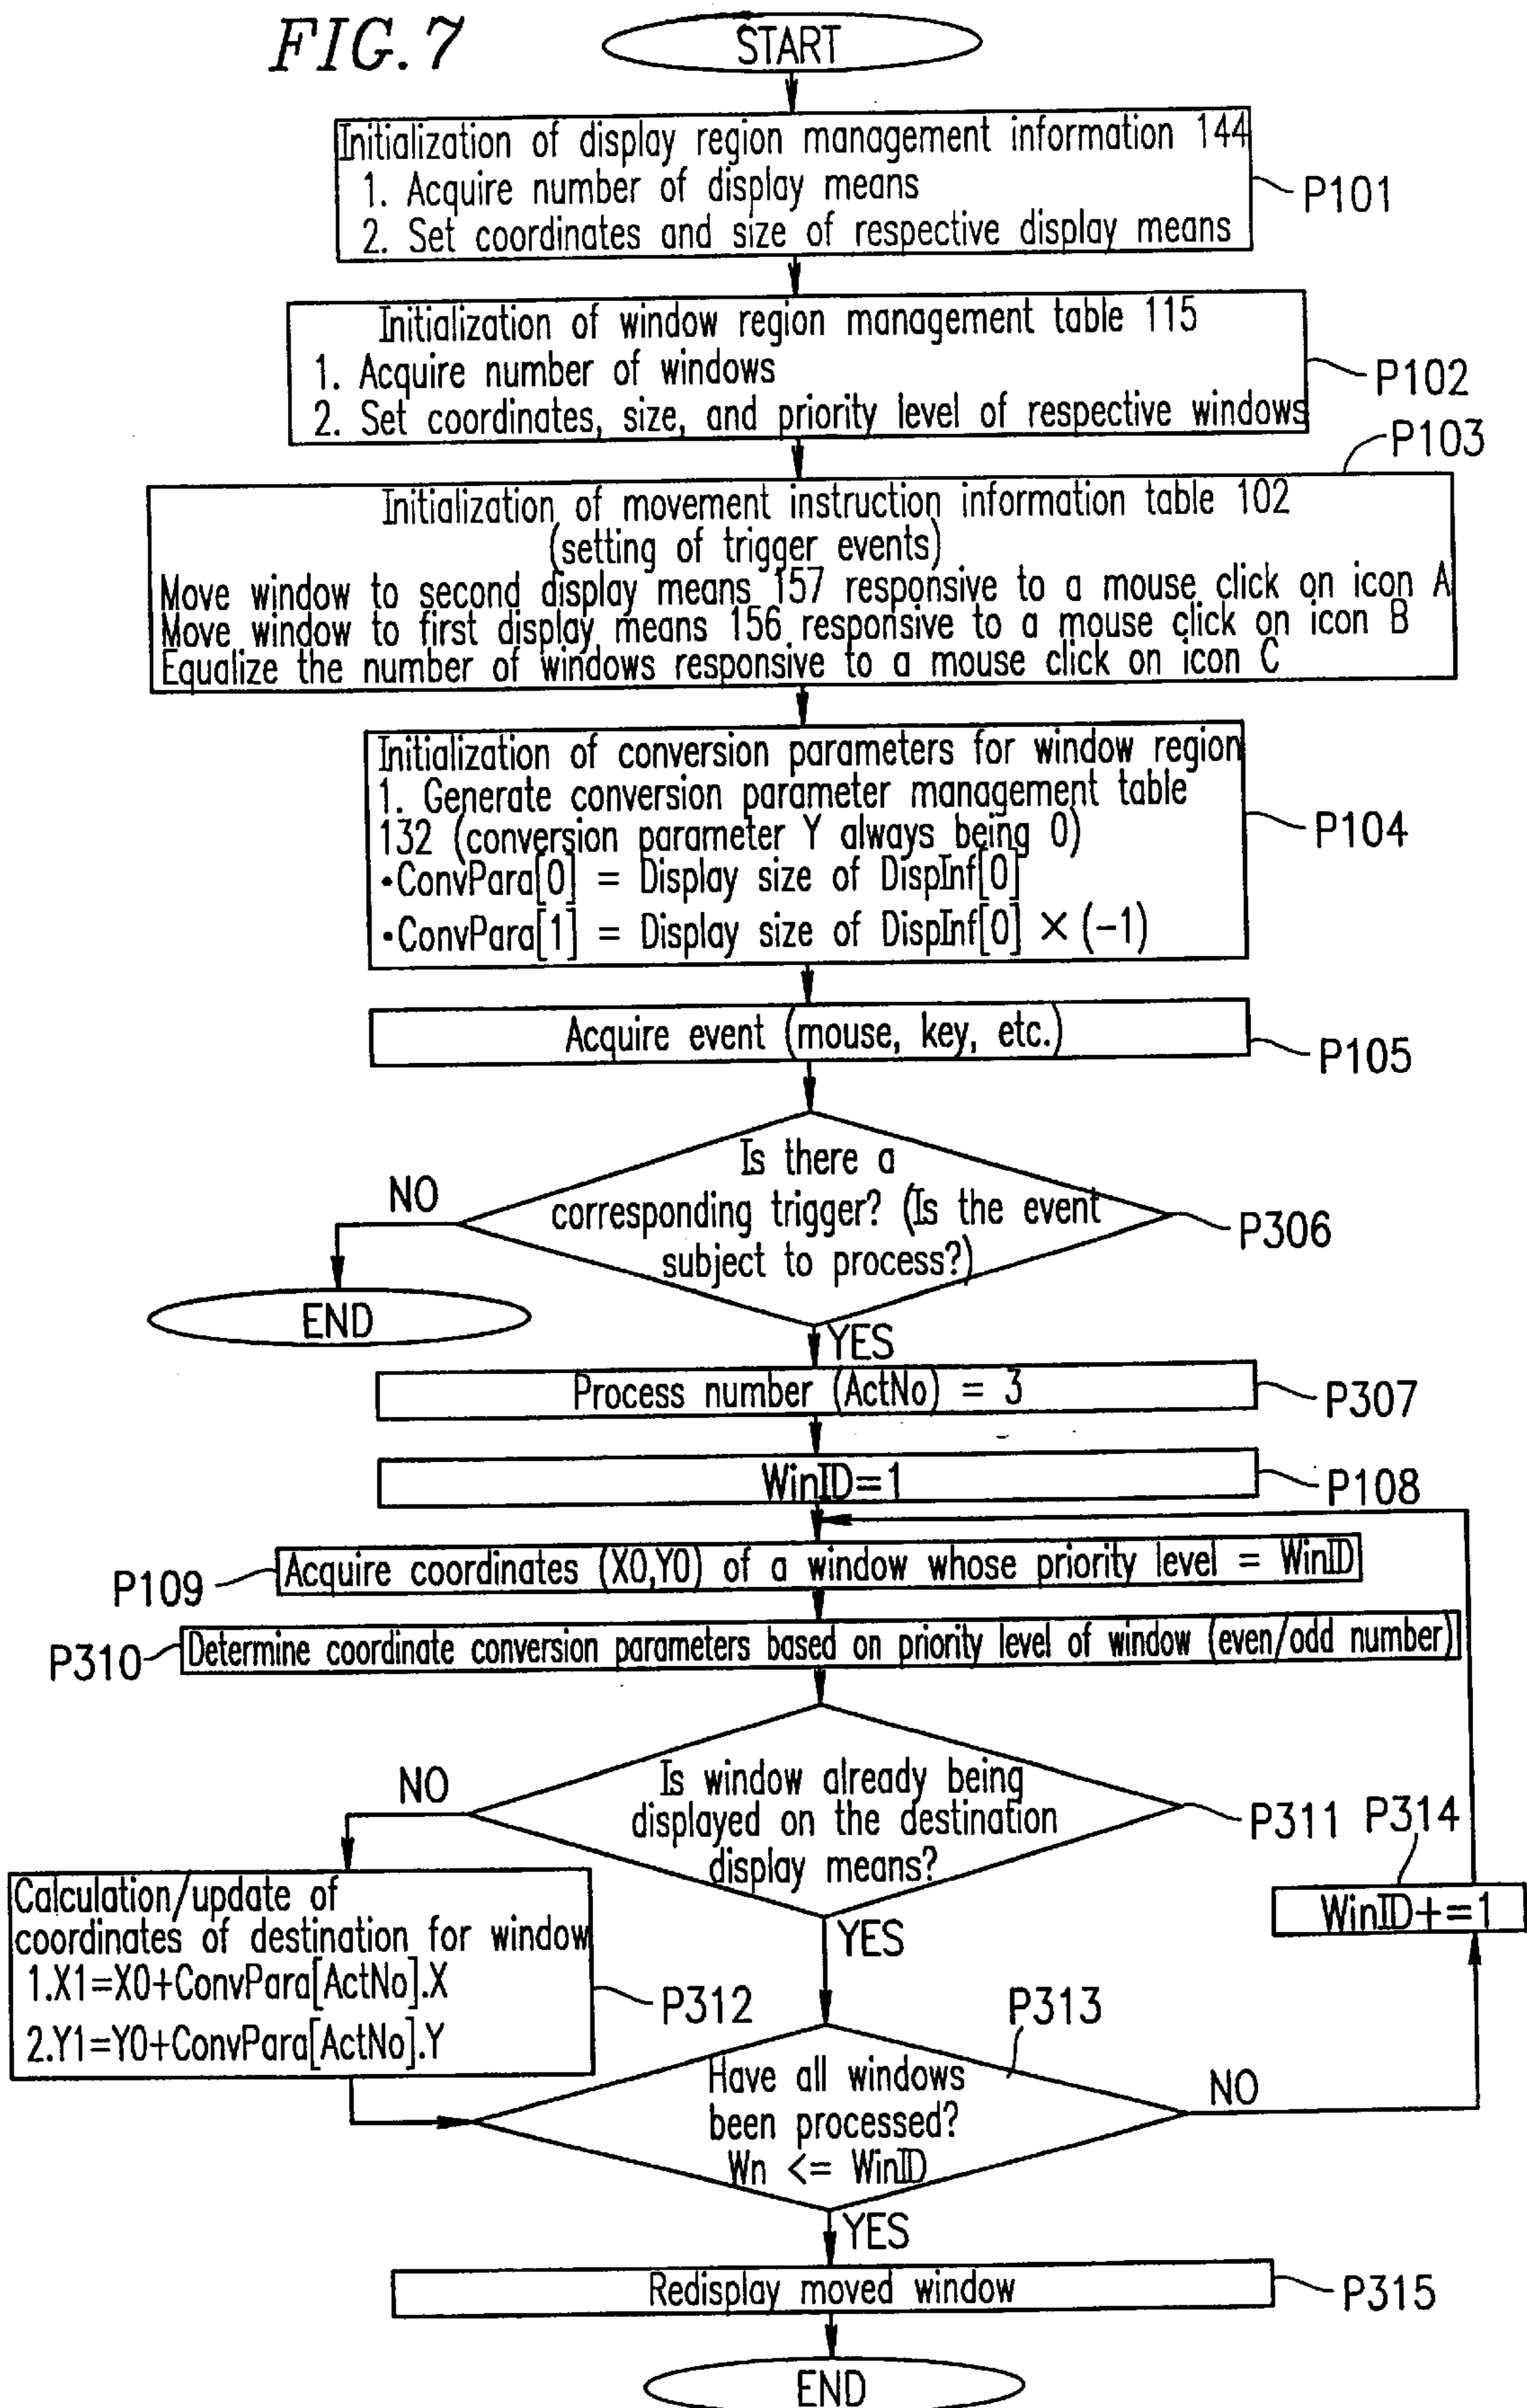 FIG. 7
START
Initialization of display region management information 144
1. Acquire number of display means
2. Set coordinates and size of respective display means
P101
Initialization of window region management table 115
1. Acquire number of windows
2. Set coordinates, size, and priority level of respective windows
P102
P103
Initialization of movement instruction information table 102
(setting of trigger events)
Move window to second display means 157 responsive to a mouse click on icon A
Move window to first display means 156 responsive to a mouse click on icon B
Equalize the number of windows responsive to a mouse click on icon C
Initialization of conversion parameters for window region
1. Generate conversion parameter management table
132 (conversion parameter Y always being 0)
•ConvPara[0] = Display size of DispInf[0]
•ConvPara[1] = Display size of DispInf[0] × (-1)
P104
Acquire event (mouse, key, etc.)
P105
Is there a
corresponding trigger? (Is the event
subject to process?)
NO
P306
END
YES
Process number (ActNo) = 3
P307
WinID=1
P108
Acquire coordinates (X0,Y0) of a window whose priority level = WinID
P109
Determine coordinate conversion parameters based on priority level of window (even/odd number)
P310
NO
Is window already being
displayed on the destination
display means?
P311
P314
WinID+=1
YES
Calculation/update of
coordinates of destination for window
1.X1=X0+ConvPara[ActNo].X
2.Y1=Y0+ConvPara[ActNo].Y
P312
P313
Have all windows
been processed?
Wn <= WinID
NO
YES
Redisplay moved window
P315
END